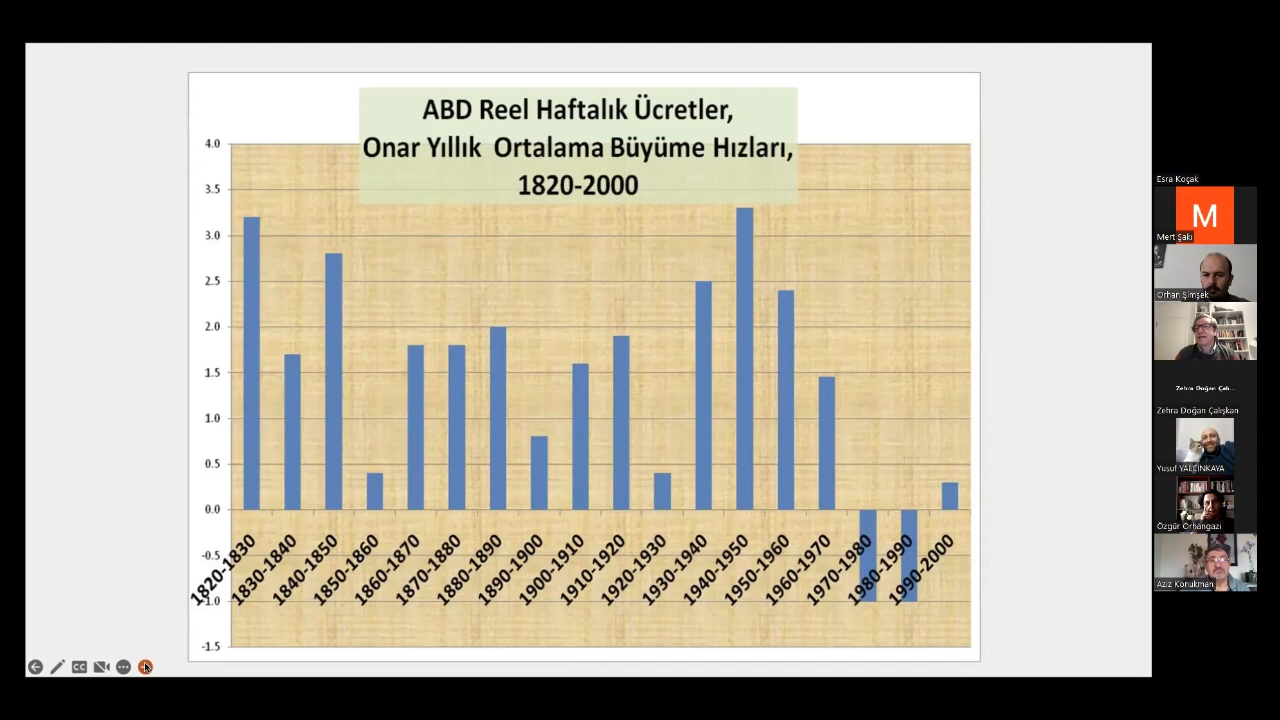 ABD Reel Haftalık Ücretler,
Onar Yıllık Ortalama Büyüme Hızları,
1820-2000
4.0
3.5
3.0
2.5
2.0
1.5
1.0
0.5
0.0
-0.5
-1.0
-1.5
1820-1830
1830-1840
1840-1850
1850-1860
1860-1870
1870-1880
1880-1890
1890-1900
1900-1910
1910-1920
1920-1930
1930-1940
1940-1950
1950-1960
1960-1970
1970-1980
1980-1990
1990-2000
CC
Esra Koçak
M
Mert Şakı
Orhan Şimşek
Zehra Doğan Çalı...
Zehra Doğan Çalışkan
Yusuf YALÇINKAYA
Özgür Orhangazi
Aziz Konukman